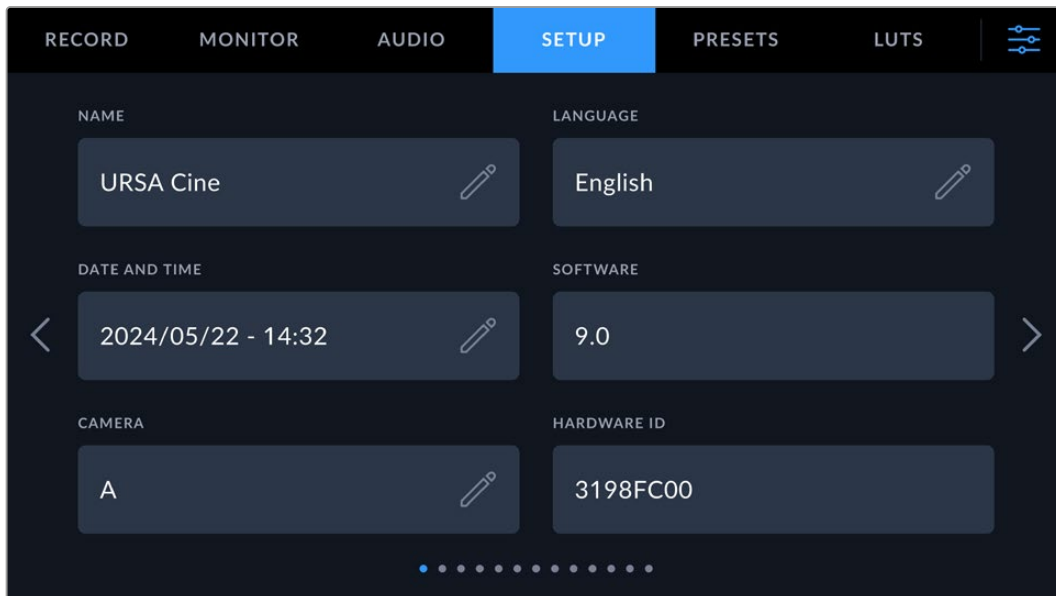 RECORD MONITOR AUDIO SETUP PRESETS LUTS
NAME LANGUAGE
URSA Cine English
DATE AND TIME SOFTWARE
2024/05/22 - 14:32 9.0
CAMERA HARDWARE ID
A 3198FC00